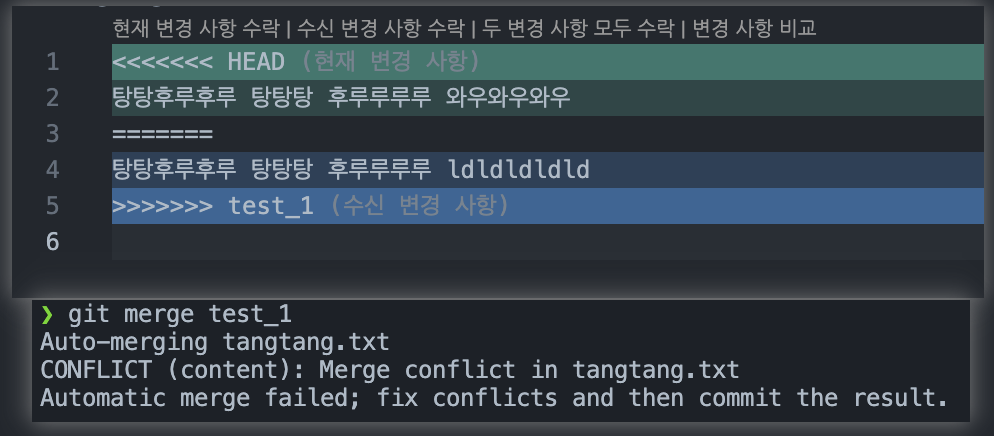 현재 변경 사항 수락 | 수신 변경 사항 수락 | 두 변경 사항 모두 수락 | 변경 사항 비교
1 <<<<<<< HEAD (현재 변경 사항)
2 탕탕후루후루 탕탕탕 후루루루루 와우와우와우
3 =======
4 탕탕후루후루 탕탕탕 후루루루루 ldldldldld
5 >>>>>>> test_1 (수신 변경 사항)
6
❯ git merge test_1
Auto-merging tangtang.txt
CONFLICT (content): Merge conflict in tangtang.txt
Automatic merge failed; fix conflicts and then commit the result.